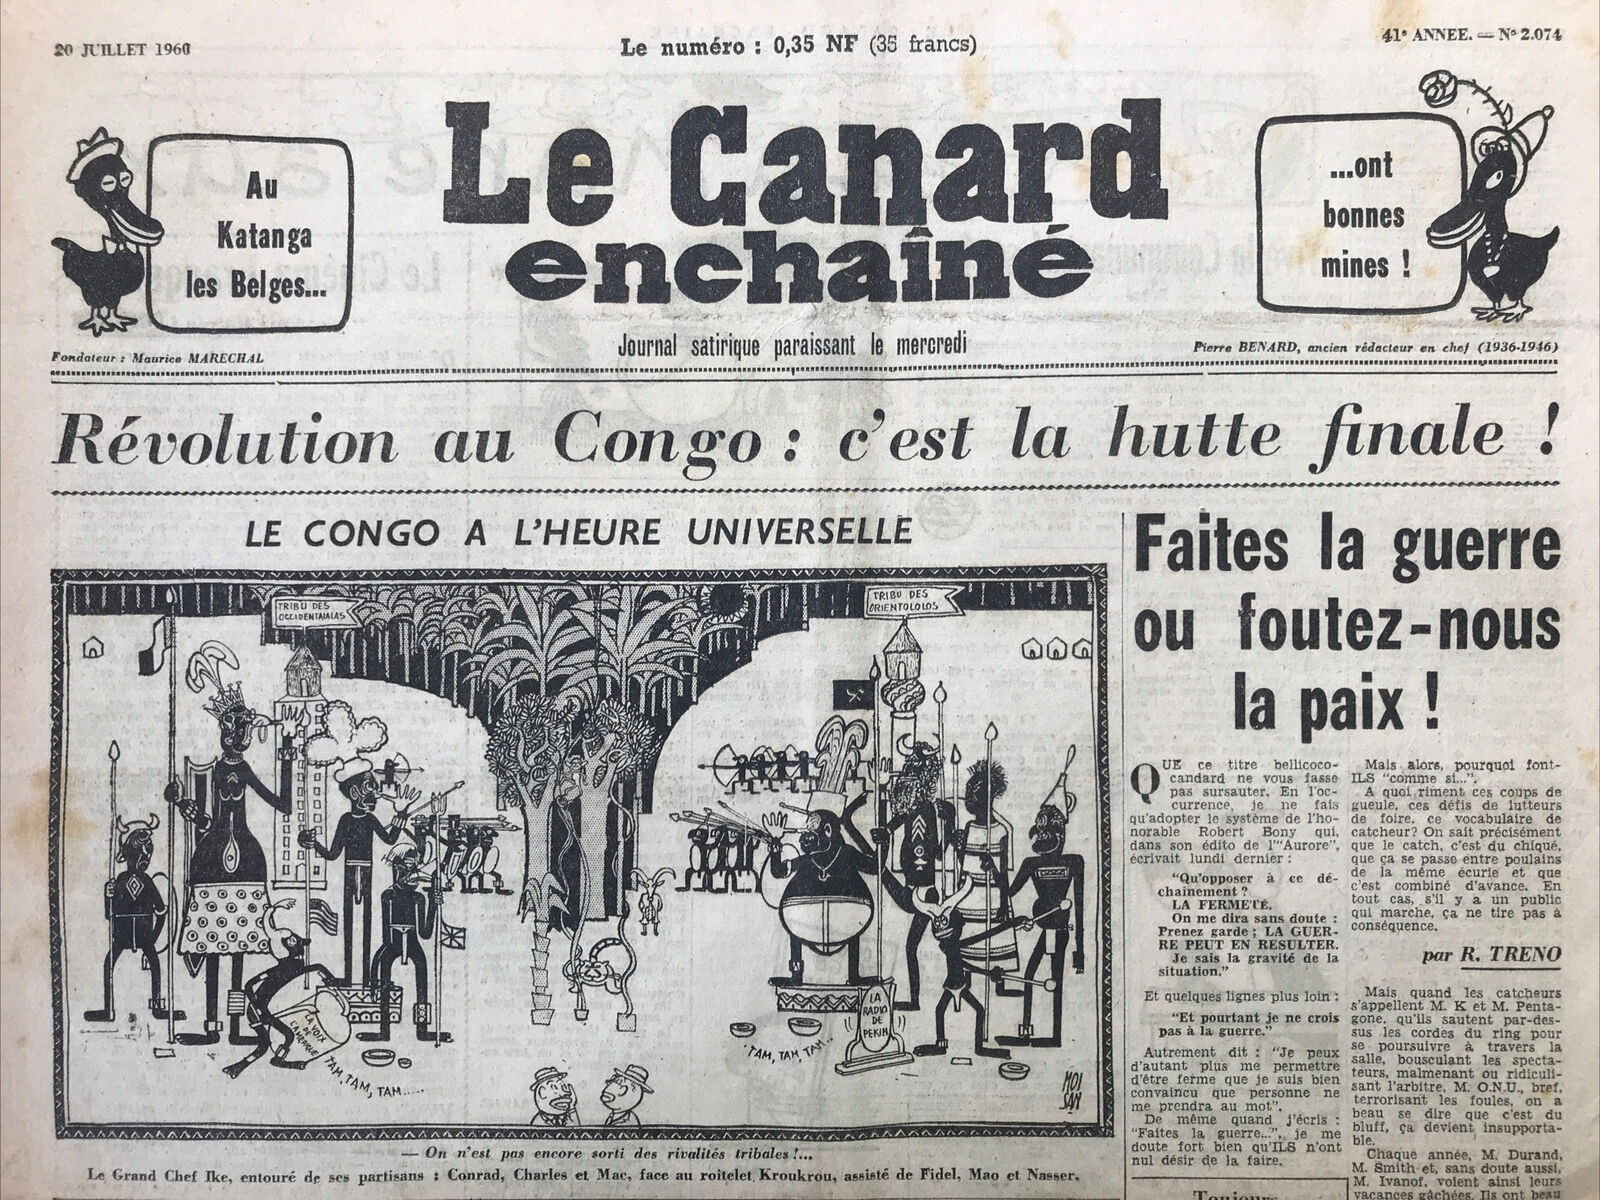 20 JUILLET 1960
Le numéro : 0,35 NF (35 francs)
41e ANNEE. — No 2.074
Au
Katanga
les Belges...
Le Canard
enchaîné
...ont
bonnes
mines !
Journal satirique paraissant le mercredi
Fondateur : Maurice MARECHAL
Pierre BENARD, ancien rédacteur en chef (1936-1946)
Révolution au Congo : c'est la hutte finale !
LE CONGO A L'HEURE UNIVERSELLE
TRIBU DES
OCCIDENTAULAS
TRIBU DES
ORIENTOLOLOS
LA VOIX
DE
L'AMERIQUE
TAM, TAM, TAM.....
LA
RADIO
DE
PEKIN
TAM, TAM, TAM...
MOI
SAN
— On n'est pas encore sorti des rivalités tribales !...
Le Grand Chef Ike, entouré de ses partisans : Conrad, Charles et Mac, face au roitelet Kroukrou, assisté de Fidel, Mao et Nasser.
Faites la guerre
ou foutez-nous
la paix !
QUE ce titre bellicoco-
candard ne vous fasse
pas sursauter. En l'oc-
currence, je ne fais
qu'adopter le système de l'ho-
norable Robert Bony qui,
dans son édito de l'"Aurore",
écrivait lundi dernier :
"Qu'opposer à ce dé-
chaînement ?
LA FERMETÉ.
On me dira sans doute :
Prenez garde ; LA GUER-
RE PEUT EN RESULTER.
Je sais la gravité de la
situation."
Et quelques lignes plus loin :
"Et pourtant je ne crois
pas à la guerre."
Autrement dit : "Je peux
d'autant plus me permettre
d'être ferme que je suis bien
convaincu que personne ne
me prendra au mot".
De même quand j'écris :
"Faites la guerre...", je me
doute fort bien qu'ILS n'ont
nul désir de la faire.
Toujours
Mais alors, pourquoi font-
ILS "comme si...".
A quoi riment ces coups de
gueule, ces défis de lutteurs
de foire, ce vocabulaire de
catcheur? On sait précisément
que le catch, c'est du chiqué,
que ça se passe entre poulains
de la même écurie et que
c'est combiné d'avance. En
tout cas, s'il y a un public
qui marche, ça ne tire pas à
conséquence.
par R. TRENO
Mais quand les catcheurs
s'appellent M. K et M. Penta-
gone, qu'ils sautent par-des-
sus les cordes du ring pour
se poursuivre à travers la
salle, bousculant les specta-
teurs, malmenant ou ridiculi-
sant l'arbitre, M. O.N.U., bref,
terrorisant les foules, on a
beau se dire que c'est du
bluff, ça devient insupporta-
ble.
Chaque année, M. Durand,
M. Smith et, sans doute aussi,
M. Ivanof, voient ainsi leurs
vacances gâchées. Ils ont beau